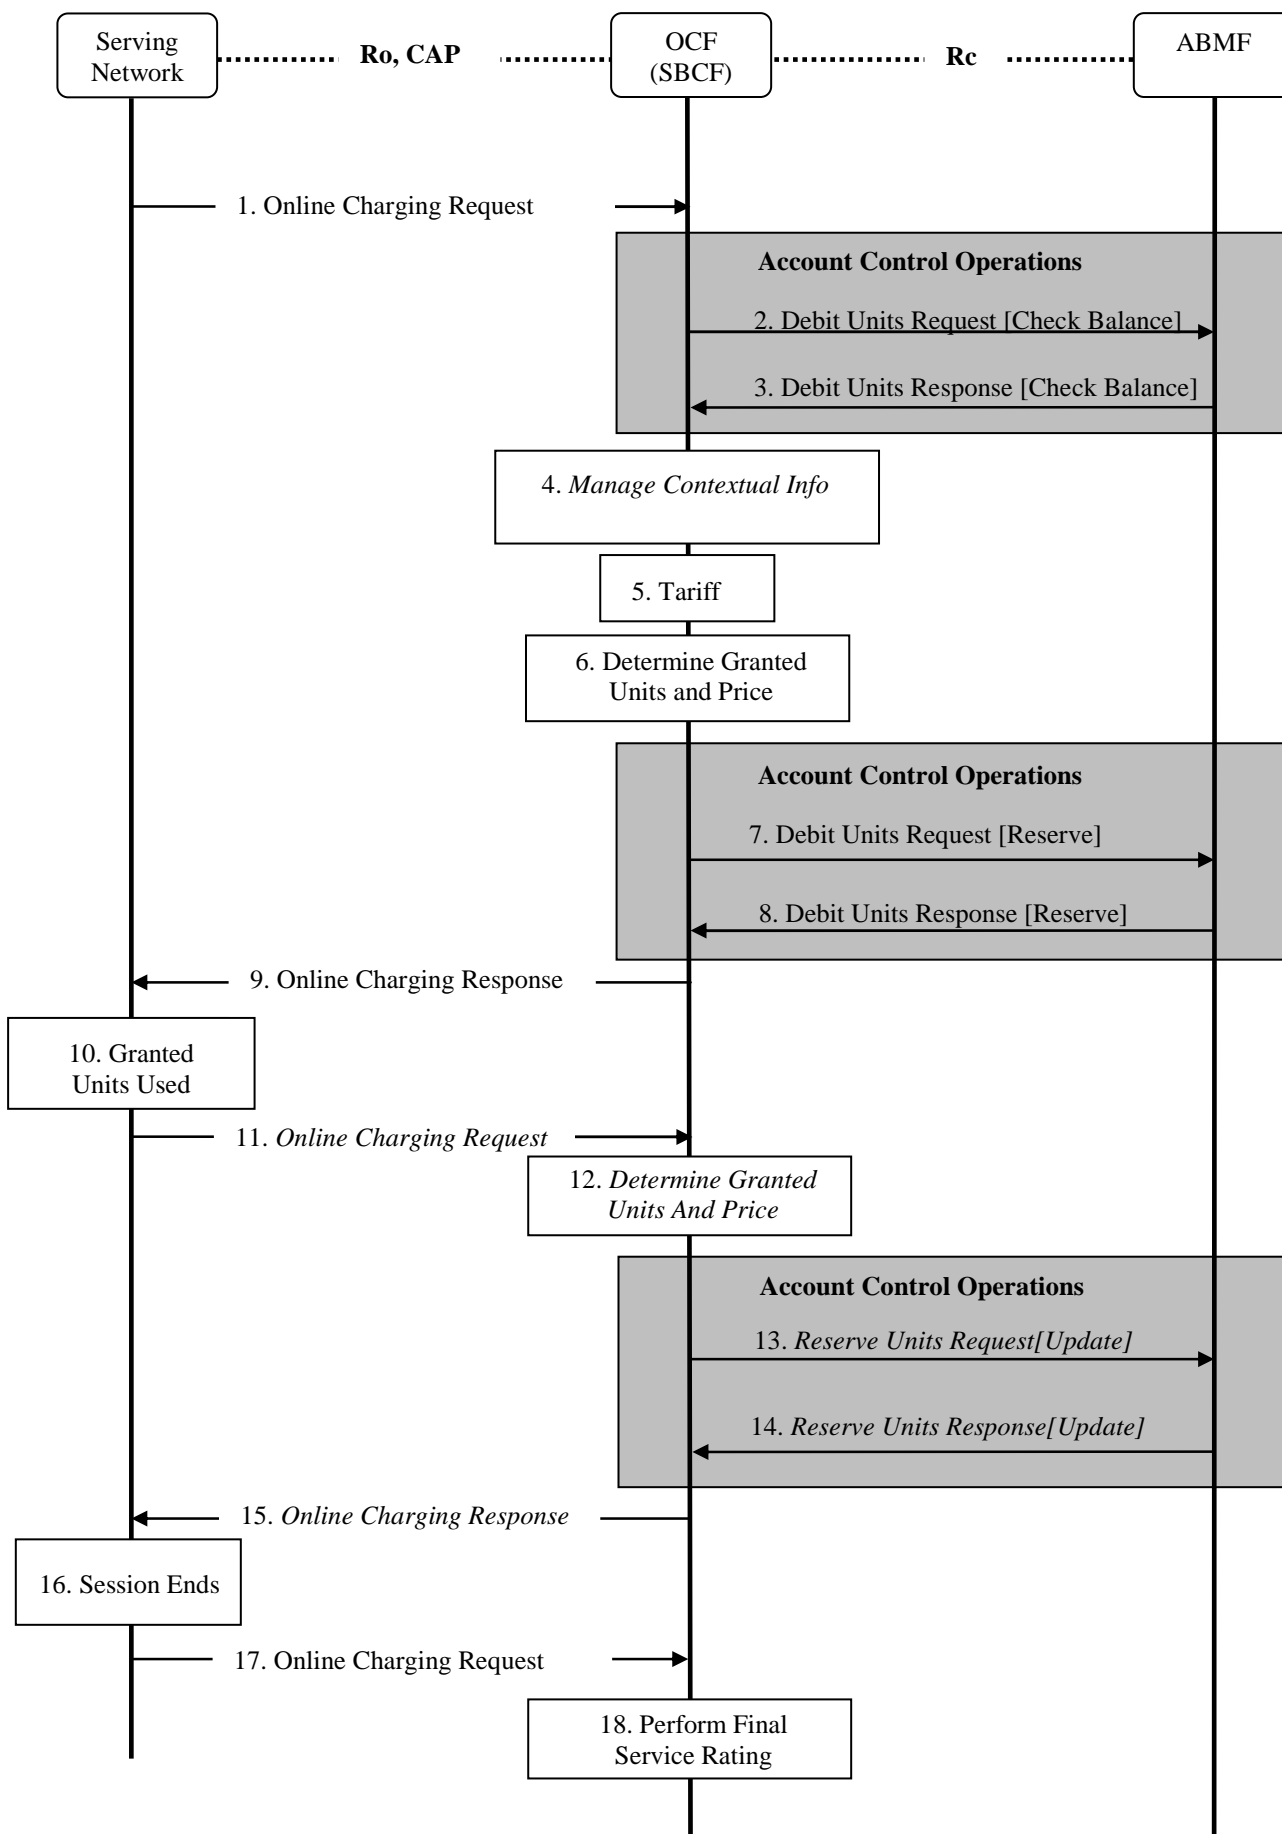 Serving
Network
Ro, CAP
OCF
(SBCF)
Rc
ABMF
1. Online Charging Request
Account Control Operations
2. Debit Units Request [Check Balance]
3. Debit Units Response [Check Balance]
4. Manage Contextual Info
5. Tariff
6. Determine Granted
Units and Price
Account Control Operations
7. Debit Units Request [Reserve]
8. Debit Units Response [Reserve]
9. Online Charging Response
10. Granted
Units Used
11. Online Charging Request
12. Determine Granted
Units And Price
Account Control Operations
13. Reserve Units Request[Update]
14. Reserve Units Response[Update]
15. Online Charging Response
16. Session Ends
17. Online Charging Request
18. Perform Final
Service Rating